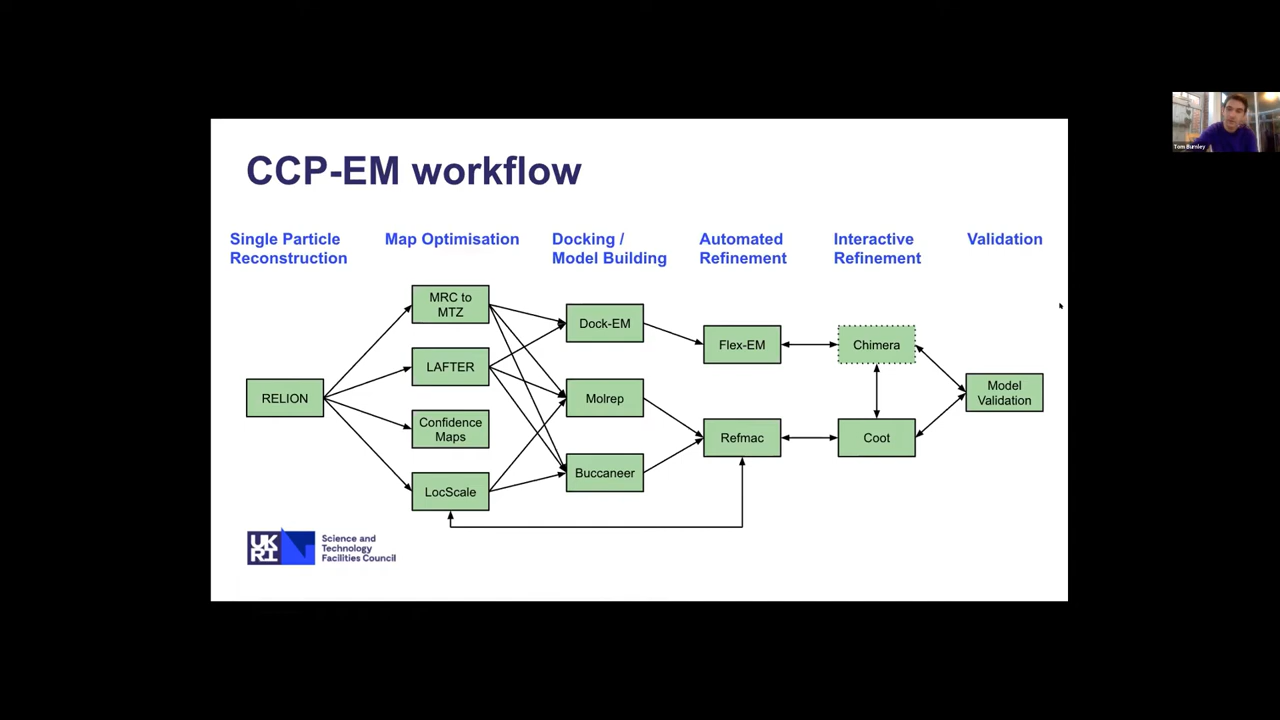 CCP-EM workflow
Single Particle
Reconstruction
Map Optimisation
Docking /
Model Building
Automated
Refinement
Interactive
Refinement
Validation
RELION
MRC to
MTZ
LAFTER
Confidence
Maps
LocScale
Dock-EM
Molrep
Buccaneer
Flex-EM
Refmac
Chimera
Coot
Model
Validation
UK
RI
Science and
Technology
Facilities Council
Tom Burnley